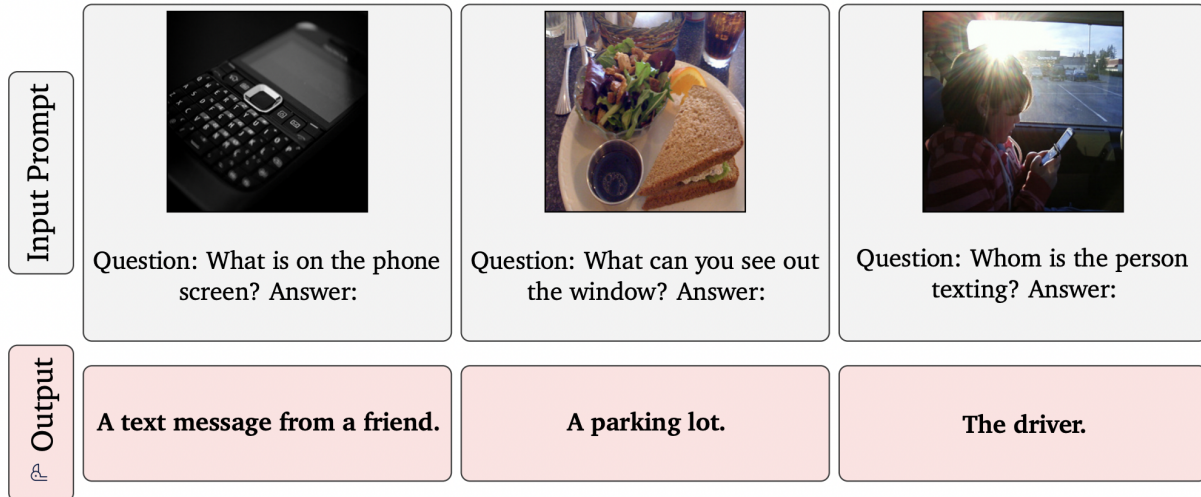 Input Prompt
Question: What is on the phone
screen? Answer:
Question: What can you see out
the window? Answer:
Question: Whom is the person
texting? Answer:
Output
A text message from a friend.
A parking lot.
The driver.